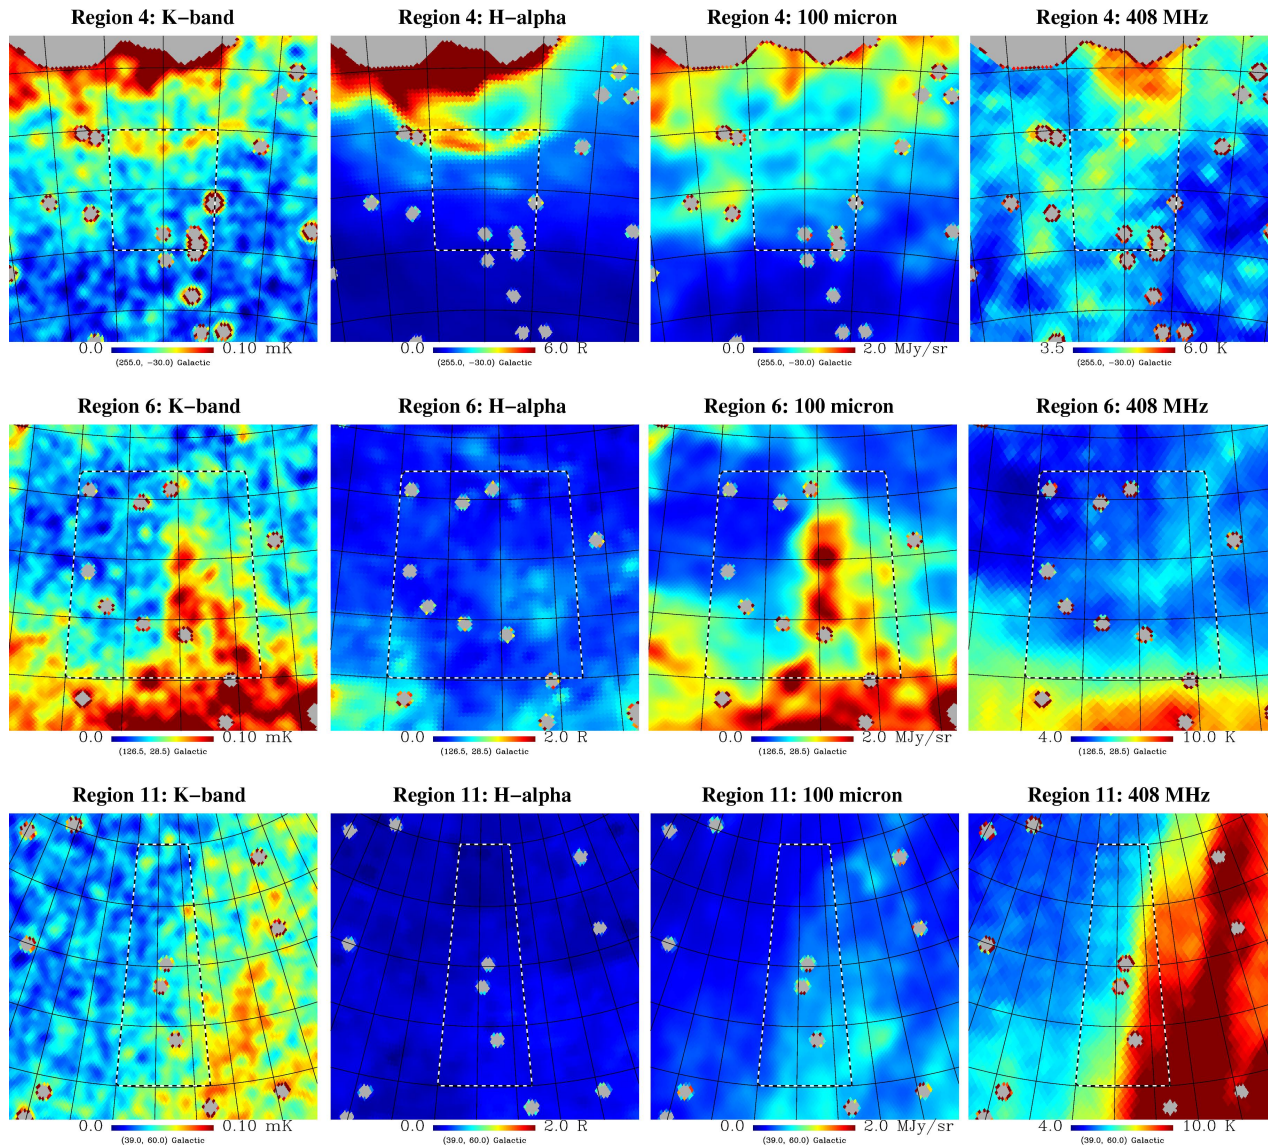 Region 4: K-band
Region 4: H-alpha
Region 4: 100 micron
Region 4: 408 MHz
0.0 0.10 mK
(255.0, -30.0) Galactic
0.0 6.0 R
(255.0, -30.0) Galactic
0.0 2.0 MJy/sr
(255.0, -30.0) Galactic
3.5 6.0 K
(255.0, -30.0) Galactic
Region 6: K-band
Region 6: H-alpha
Region 6: 100 micron
Region 6: 408 MHz
0.0 0.10 mK
(126.5, 28.5) Galactic
0.0 2.0 R
(126.5, 28.5) Galactic
0.0 2.0 MJy/sr
(126.5, 28.5) Galactic
4.0 10.0 K
(126.5, 28.5) Galactic
Region 11: K-band
Region 11: H-alpha
Region 11: 100 micron
Region 11: 408 MHz
0.0 0.10 mK
(39.0, 60.0) Galactic
0.0 2.0 R
(39.0, 60.0) Galactic
0.0 2.0 MJy/sr
(39.0, 60.0) Galactic
4.0 10.0 K
(39.0, 60.0) Galactic